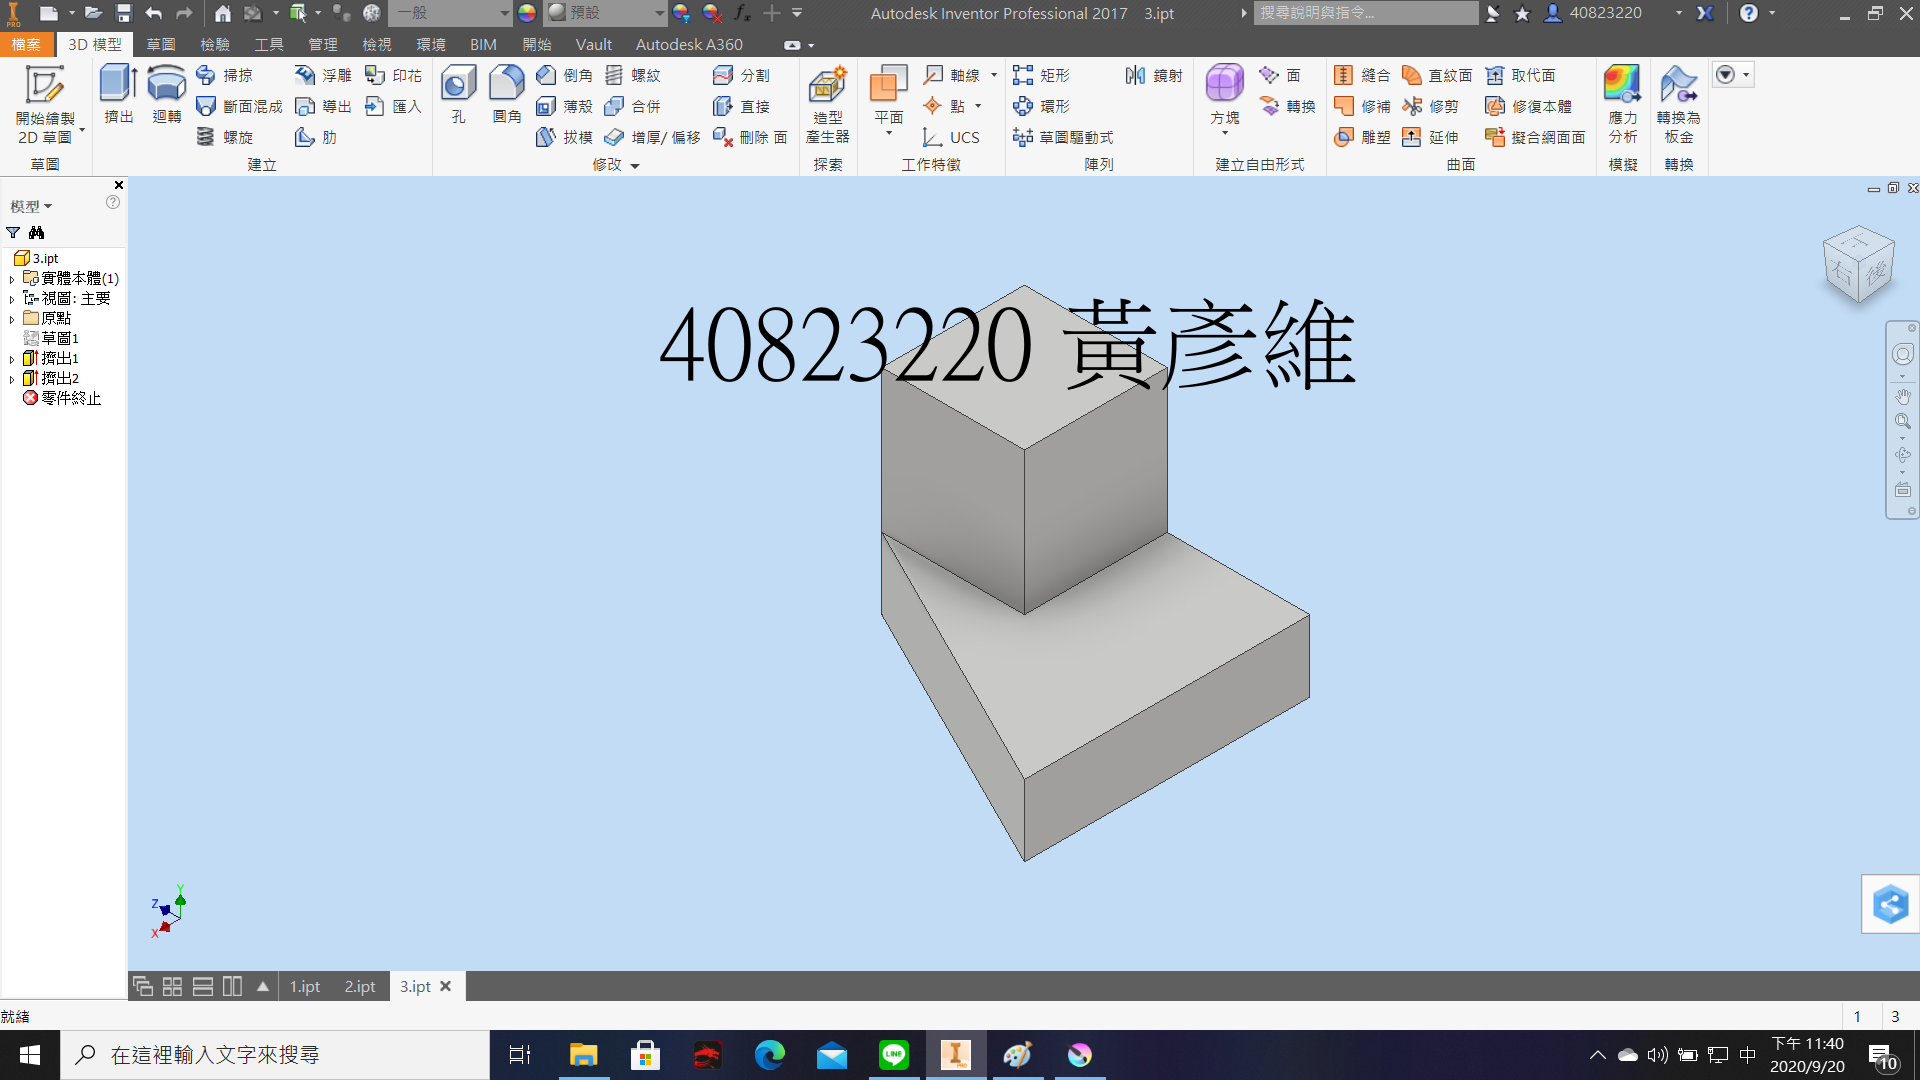 PRO 一般 預設 fx Autodesk Inventor Professional 2017 3.ipt 搜尋說明與指令... 40823220
檔案 3D 模型 草圖 檢驗 工具 管理 檢視 環境 BIM 開始 Vault Autodesk A360
開始繪製
2D 草圖
草圖
擠出
迴轉
掃掠
斷面混成
螺旋
浮雕
導出
肋
印花
匯入
建立
孔
圓角
倒角
薄殼
拔模
螺紋
合併
增厚/ 偏移
分割
直接
刪除 面
修改
造型
產生器
探索
平面
軸線
點
UCS
工作特徵
矩形
環形
草圖驅動式
鏡射
陣列
方塊
面
轉換
建立自由形式
縫合
修補
雕塑
直紋面
修剪
延伸
取代面
修復本體
擬合網面面
曲面
應力
分析
模擬
轉換為
板金
轉換
模型
3.ipt
實體本體(1)
視圖: 主要
原點
草圖1
擠出1
擠出2
零件終止
40823220 黃彥維
上
右 後
Y
Z
X
1.ipt 2.ipt 3.ipt
就緒 1 3
在這裡輸入文字來搜尋
LINE
PRO
中
下午 11:40
2020/9/20
10